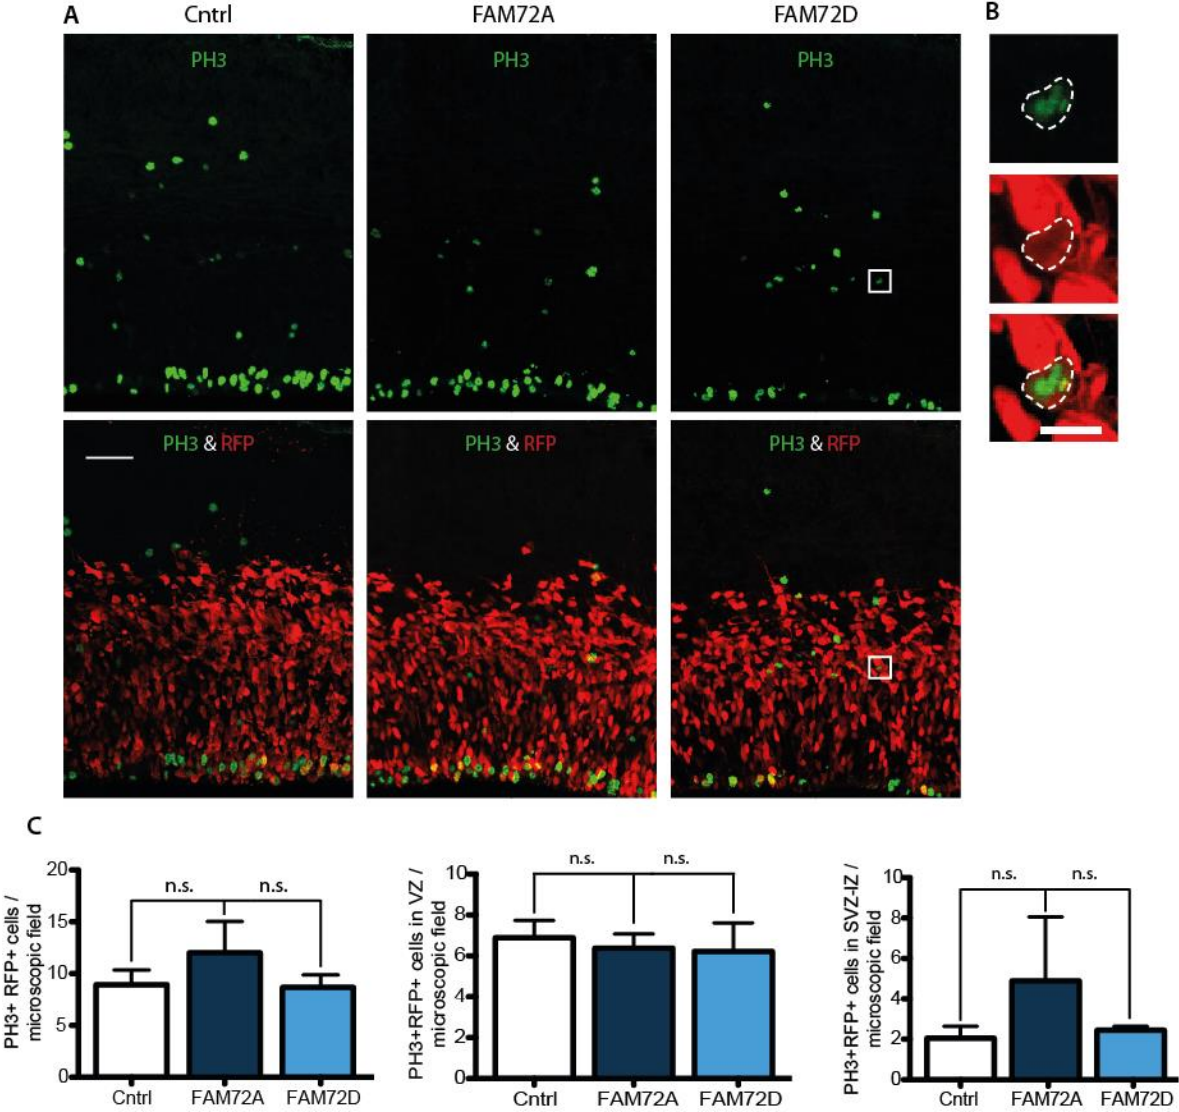 A
Cntrl
FAM72A
FAM72D
B
PH3
PH3
PH3
PH3 & RFP
PH3 & RFP
PH3 & RFP
C
PH3+ RFP+ cells /
microscopic field
20
15
10
5
0
n.s.
n.s.
Cntrl
FAM72A
FAM72D
PH3+RFP+ cells in VZ /
microscopic field
10
8
6
4
2
0
n.s.
n.s.
Cntrl
FAM72A
FAM72D
PH3+RFP+ cells in SVZ-IZ /
microscopic field
10
8
6
4
2
0
n.s.
n.s.
Cntrl
FAM72A
FAM72D